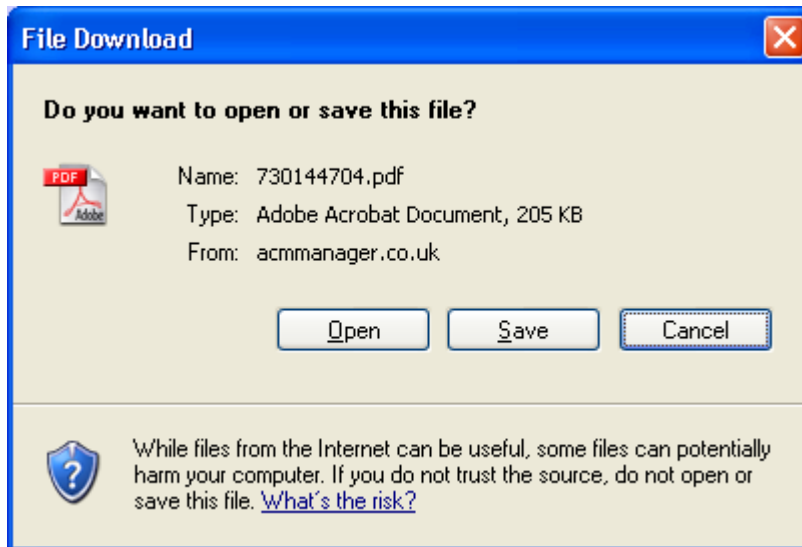 File Download
Do you want to open or save this file?
PDF
Adobe
Name: 730144704.pdf
Type: Adobe Acrobat Document, 205 KB
From: acmmanager.co.uk
Open Save Cancel
?
While files from the Internet can be useful, some files can potentially
harm your computer. If you do not trust the source, do not open or
save this file. What's the risk?